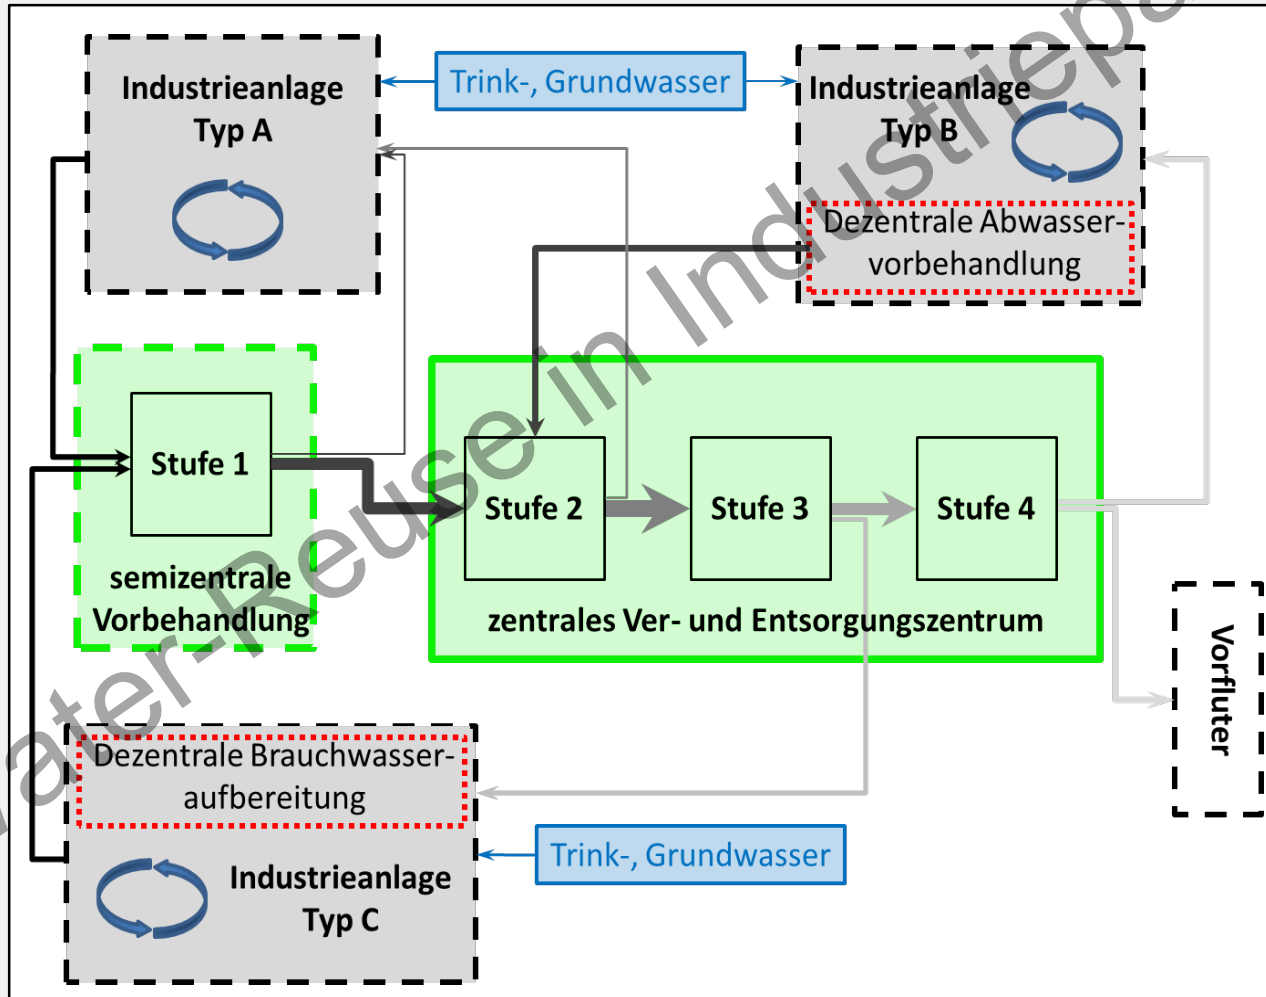 Industrieanlage
Typ A
Trink-, Grundwasser
Industrieanlage
Typ B
Dezentrale Abwasser-
vorbehandlung
Stufe 1
semizentrale
Vorbehandlung
Stufe 2
Stufe 3
Stufe 4
zentrales Ver- und Entsorgungszentrum
Vorfluter
Dezentrale Brauchwasser-
aufbereitung
Industrieanlage
Typ C
Trink-, Grundwasser
ater-Reuse in Industriepa